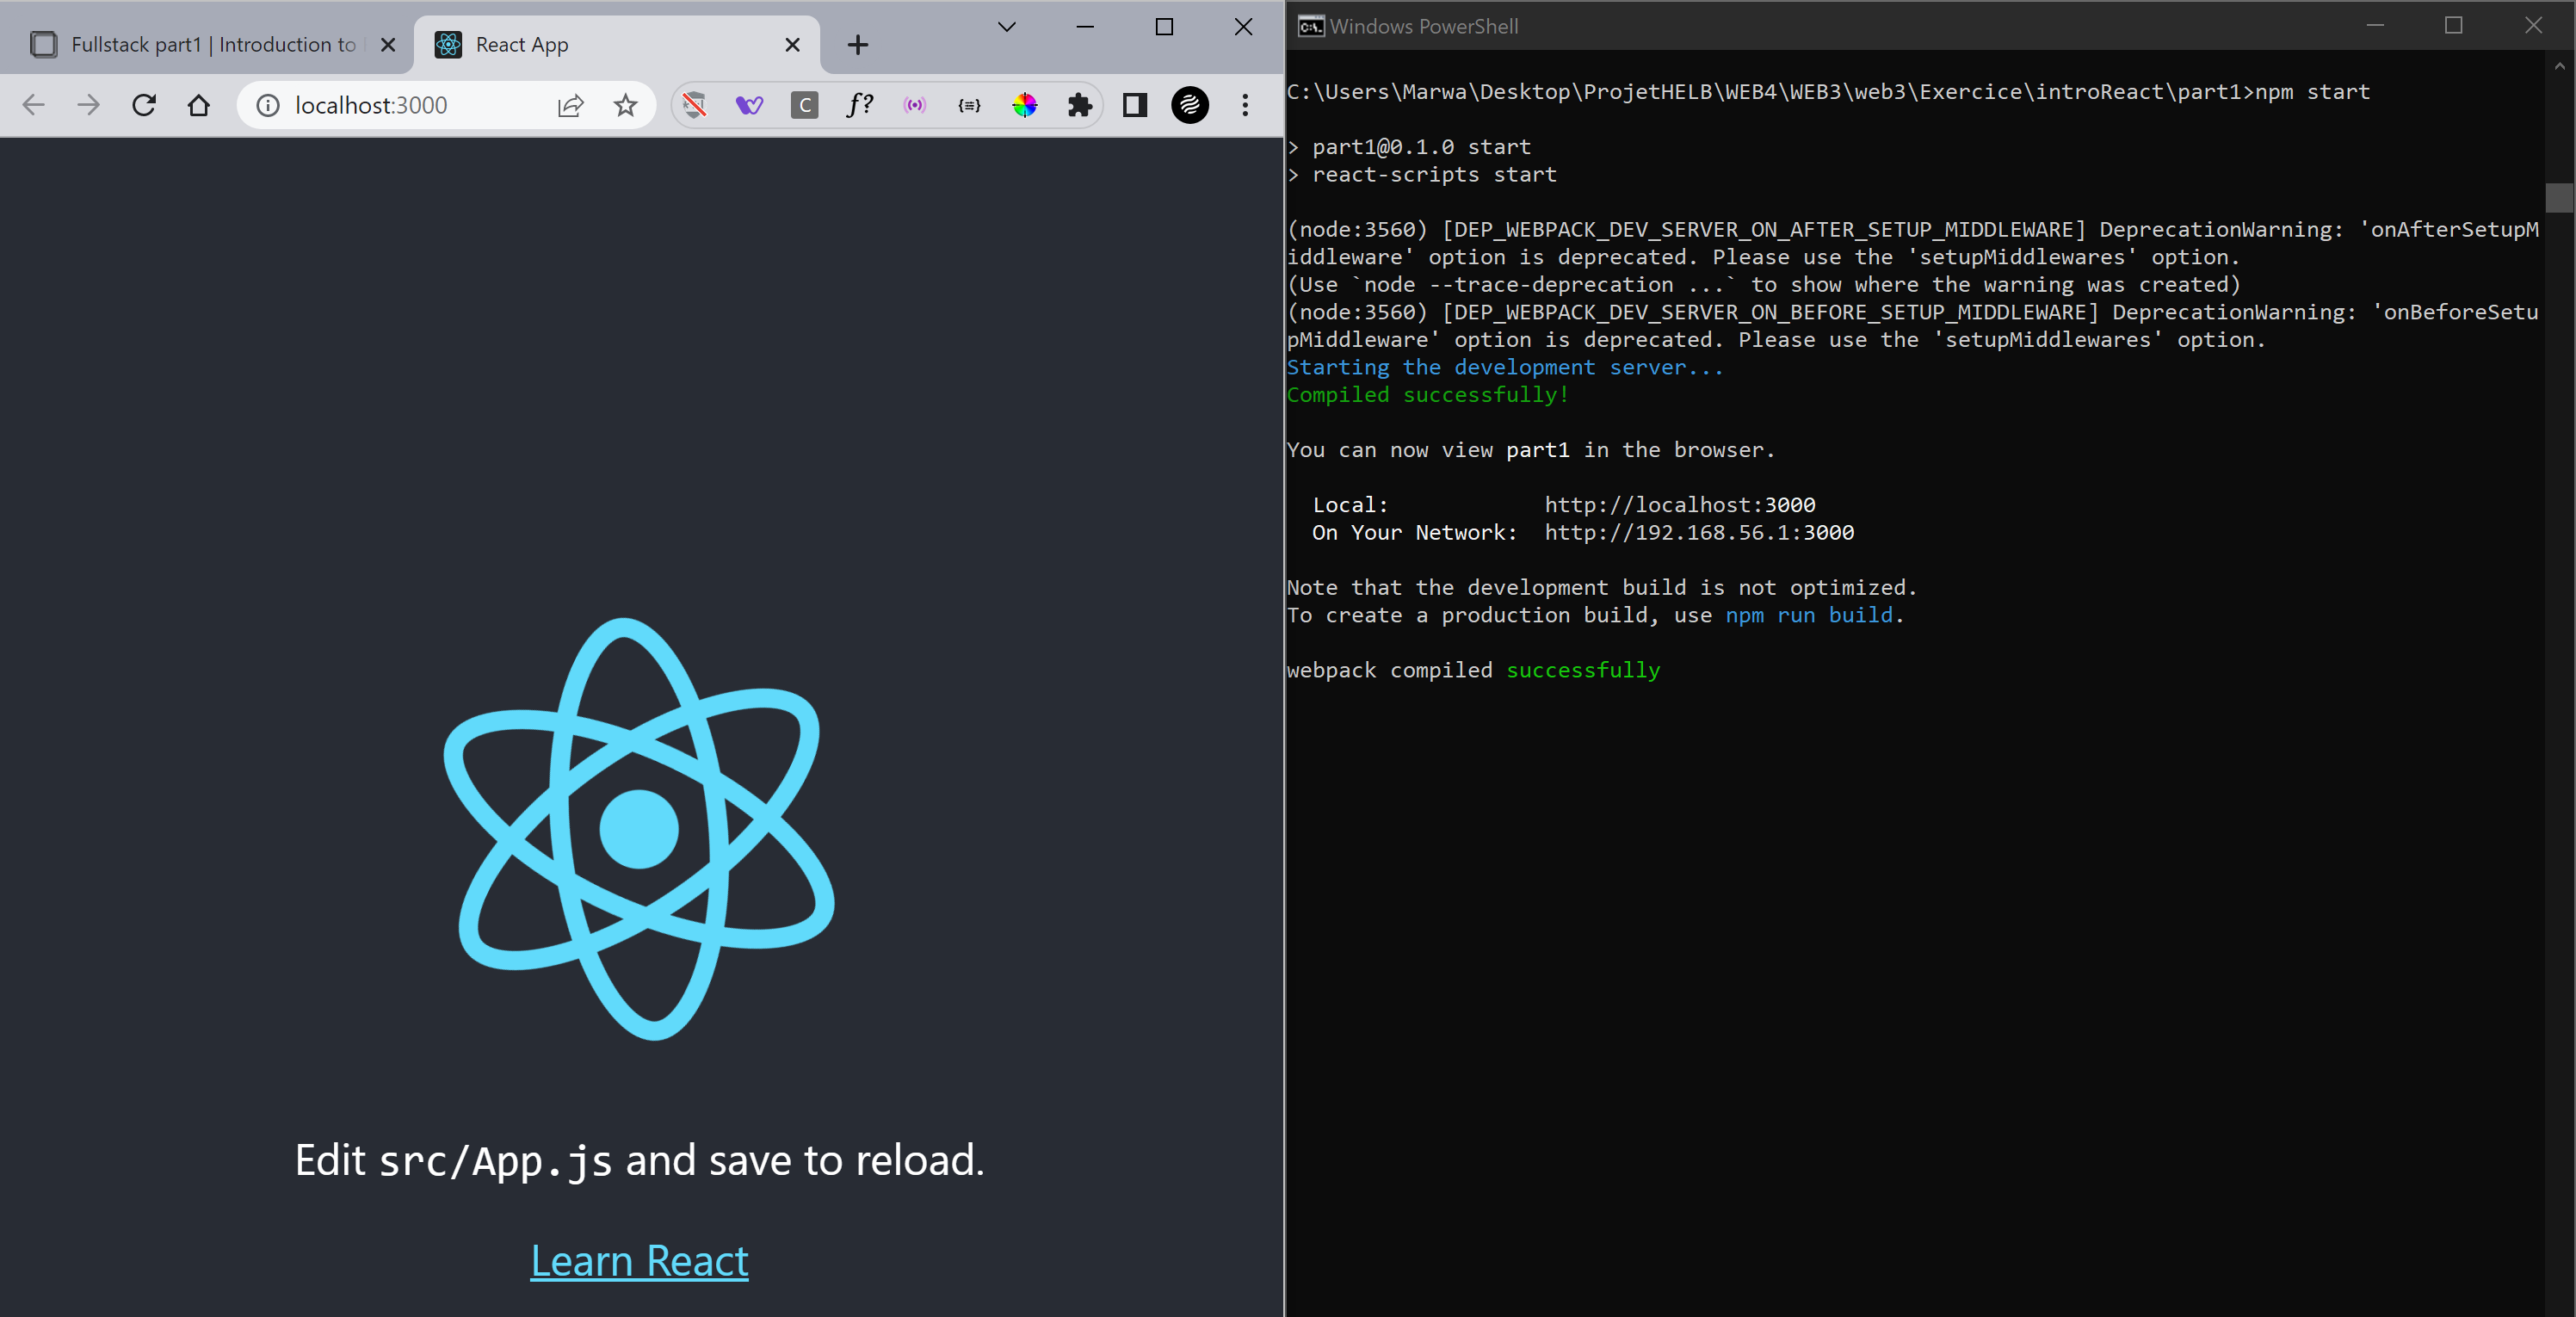 Fullstack part1 | Introduction to
React App
localhost:3000
C
f?
{≡}
Edit src/App.js and save to reload.
Learn React
Windows PowerShell
C:\Users\Marwa\Desktop\ProjetHELB\WEB4\WEB3\web3\Exercice\introReact\part1>npm start
> part1@0.1.0 start
> react-scripts start
(node:3560) [DEP_WEBPACK_DEV_SERVER_ON_AFTER_SETUP_MIDDLEWARE] DeprecationWarning: 'onAfterSetupM
iddleware' option is deprecated. Please use the 'setupMiddlewares' option.
(Use `node --trace-deprecation ...` to show where the warning was created)
(node:3560) [DEP_WEBPACK_DEV_SERVER_ON_BEFORE_SETUP_MIDDLEWARE] DeprecationWarning: 'onBeforeSetu
pMiddleware' option is deprecated. Please use the 'setupMiddlewares' option.
Starting the development server...
Compiled successfully!
You can now view part1 in the browser.
Local: http://localhost:3000
On Your Network: http://192.168.56.1:3000
Note that the development build is not optimized.
To create a production build, use npm run build.
webpack compiled successfully